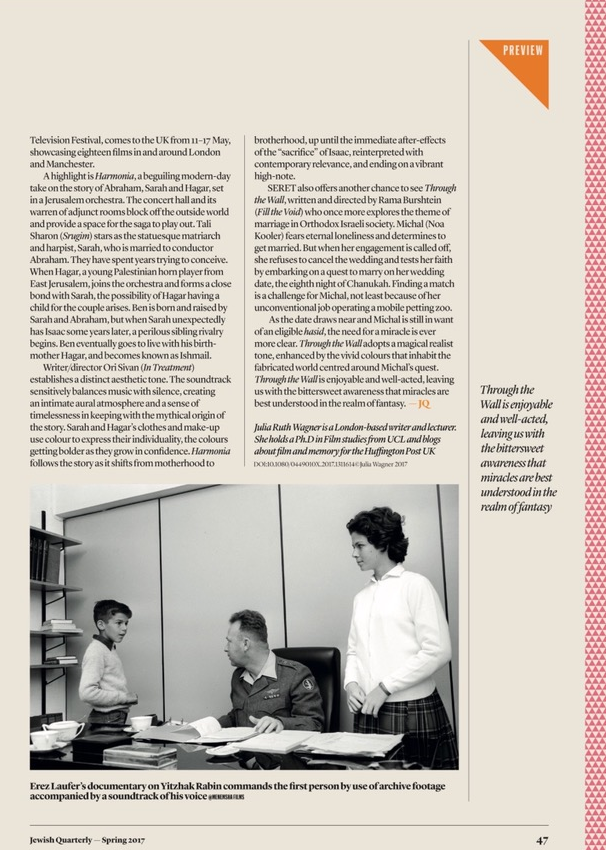 PREVIEW
Television Festival, comes to the UK from 11–17 May,
showcasing eighteen films in and around London
and Manchester.
A highlight is Harmonia, a beguiling modern-day
take on the story of Abraham, Sarah and Hagar, set
in a Jerusalem orchestra. The concert hall and its
warren of adjunct rooms block off the outside world
and provide a space for the saga to play out. Tali
Sharon (Srugim) stars as the statuesque matriarch
and harpist, Sarah, who is married to conductor
Abraham. They have spent years trying to conceive.
When Hagar, a young Palestinian horn player from
East Jerusalem, joins the orchestra and forms a close
bond with Sarah, the possibility of Hagar having a
child for the couple arises. Ben is born and raised by
Sarah and Abraham, but when Sarah unexpectedly
has Isaac some years later, a perilous sibling rivalry
begins. Ben eventually goes to live with his birth-
mother Hagar, and becomes known as Ishmail.
Writer/director Ori Sivan (In Treatment)
establishes a distinct aesthetic tone. The soundtrack
sensitively balances music with silence, creating
an intimate aural atmosphere and a sense of
timelessness in keeping with the mythical origin of
the story. Sarah and Hagar's clothes and make-up
use colour to express their individuality, the colours
getting bolder as they grow in confidence. Harmonia
follows the story as it shifts from motherhood to
brotherhood, up until the immediate after-effects
of the "sacrifice" of Isaac, reinterpreted with
contemporary relevance, and ending on a vibrant
high-note.
SERET also offers another chance to see Through
the Wall, written and directed by Rama Burshtein
(Fill the Void) who once more explores the theme of
marriage in Orthodox Israeli society. Michal (Noa
Kooler) fears eternal loneliness and determines to
get married. But when her engagement is called off,
she refuses to cancel the wedding and tests her faith
by embarking on a quest to marry on her wedding
date, the eighth night of Chanukah. Finding a match
is a challenge for Michal, not least because of her
unconventional job operating a mobile petting zoo.
As the date draws near and Michal is still in want
of an eligible hasid, the need for a miracle is ever
more clear. Through the Wall adopts a magical realist
tone, enhanced by the vivid colours that inhabit the
fabricated world centred around Michal's quest.
Through the Wall is enjoyable and well-acted, leaving
us with the bittersweet awareness that miracles are
best understood in the realm of fantasy. — JQ
Julia Ruth Wagner is a London-based writer and lecturer.
She holds a Ph.D in Film studies from UCL and blogs
about film and memory for the Huffington Post UK
DOI:10.1080/0449010X.2017.1311614 © Julia Wagner 2017
Through the
Wall is enjoyable
and well-acted,
leaving us with
the bittersweet
awareness that
miracles are best
understood in the
realm of fantasy
Erez Laufer's documentary on Yitzhak Rabin commands the first person by use of archive footage
accompanied by a soundtrack of his voice @MENEMSHA FILMS
Jewish Quarterly — Spring 2017
47